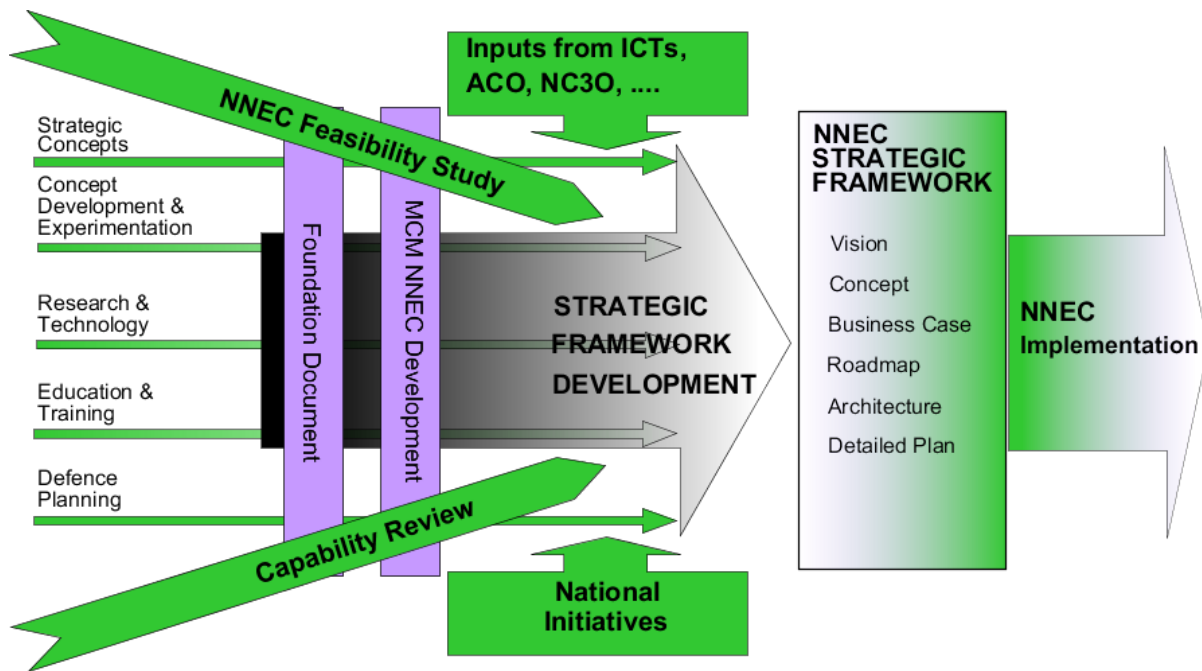 Inputs from ICTs,
ACO, NC3O, ....
NNEC Feasibility Study
Strategic
Concepts
Concept
Development &
Experimentation
Research &
Technology
Education &
Training
Defence
Planning
Foundation Document
MCM NNEC Development
STRATEGIC
FRAMEWORK
DEVELOPMENT
Capability Review
National
Initiatives
NNEC
STRATEGIC
FRAMEWORK
Vision
Concept
Business Case
Roadmap
Architecture
Detailed Plan
NNEC
Implementation